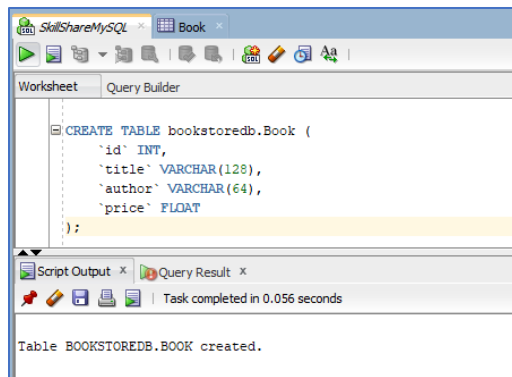 SkillShareMySQL Book
Worksheet Query Builder
CREATE TABLE bookstoredb.Book (
`id` INT,
`title` VARCHAR(128),
`author` VARCHAR(64),
`price` FLOAT
);
Script Output x Query Result x
Task completed in 0.056 seconds
Table BOOKSTOREDB.BOOK created.